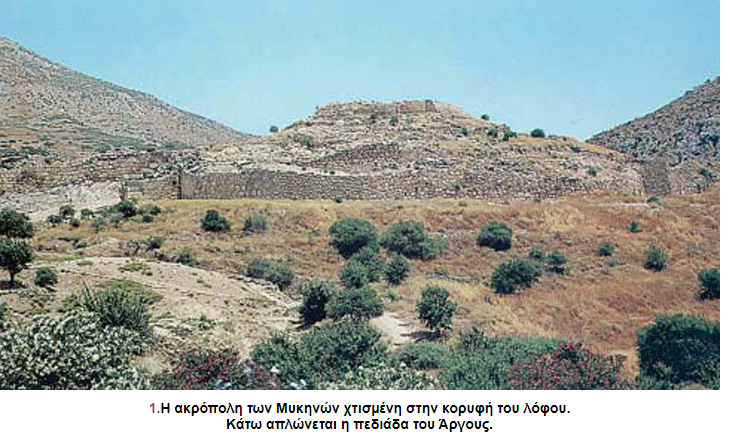 1.Η ακρόπολη των Μυκηνών χτισμένη στην κορυφή του λόφου.
Κάτω απλώνεται η πεδιάδα του Άργους.